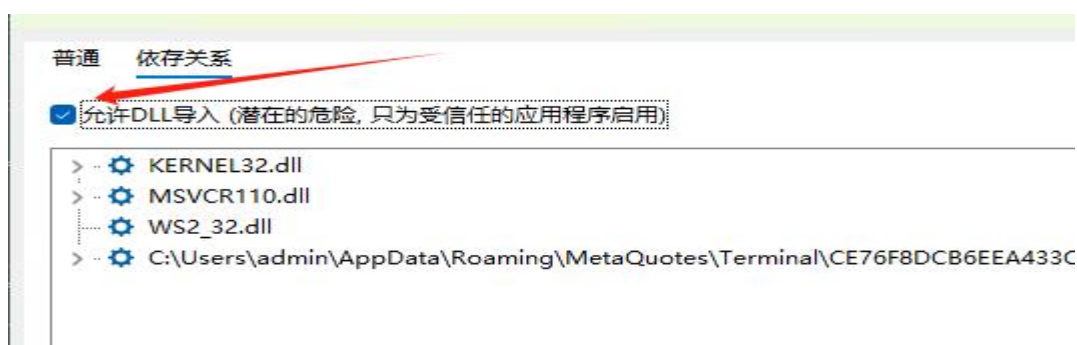 普通 依存关系
允许DLL导入 (潜在的危险, 只为受信任的应用程序启用)
KERNEL32.dll
MSVCR110.dll
WS2_32.dll
C:\Users\admin\AppData\Roaming\MetaQuotes\Terminal\CE76F8DCB6EEA433C